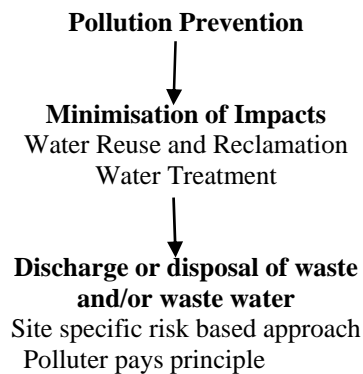 Pollution Prevention
Minimisation of Impacts
Water Reuse and Reclamation
Water Treatment
Discharge or disposal of waste
and/or waste water
Site specific risk based approach
Polluter pays principle